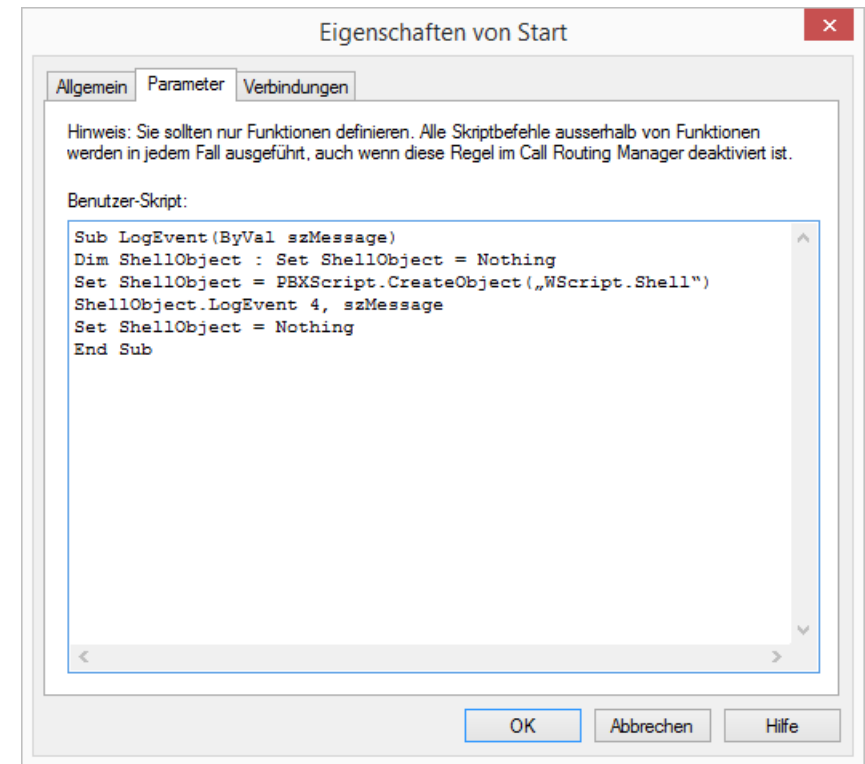 Eigenschaften von Start
Allgemein Parameter Verbindungen
Hinweis: Sie sollten nur Funktionen definieren. Alle Skriptbefehle ausserhalb von Funktionen
werden in jedem Fall ausgeführt, auch wenn diese Regel im Call Routing Manager deaktiviert ist.
Benutzer-Skript:
Sub LogEvent(ByVal szMessage)
Dim ShellObject : Set ShellObject = Nothing
Set ShellObject = PBXScript.CreateObject(„WScript.Shell“)
ShellObject.LogEvent 4, szMessage
Set ShellObject = Nothing
End Sub
OK Abbrechen Hilfe